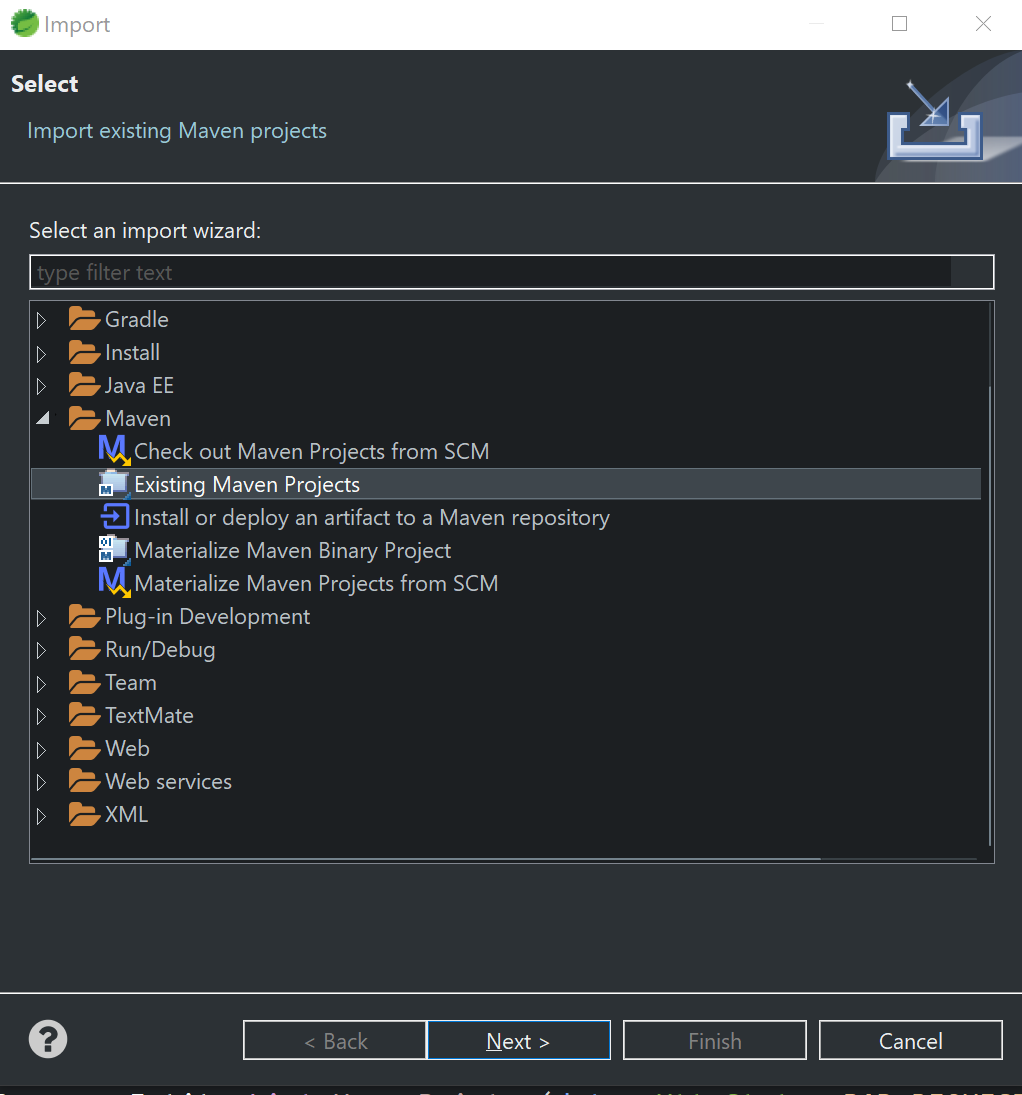 Import
Select
Import existing Maven projects
Select an import wizard:
type filter text
Gradle
Install
Java EE
Maven
Check out Maven Projects from SCM
Existing Maven Projects
Install or deploy an artifact to a Maven repository
Materialize Maven Binary Project
Materialize Maven Projects from SCM
Plug-in Development
Run/Debug
Team
TextMate
Web
Web services
XML
< Back
Next >
Finish
Cancel